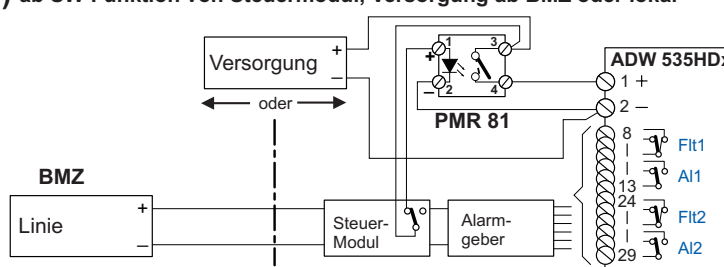 ) ab SW-Funktion von Steuermodul, Versorgung ab BMZ oder lokal
Versorgung
+
–
oder
1
3
+
–
2
4
PMR 81
ADW 535HDx
1 +
2 –
8
Flt1
Al1
13
24
Flt2
Al2
29
BMZ
Linie
+
–
Steuer-
Modul
Alarm-
geber